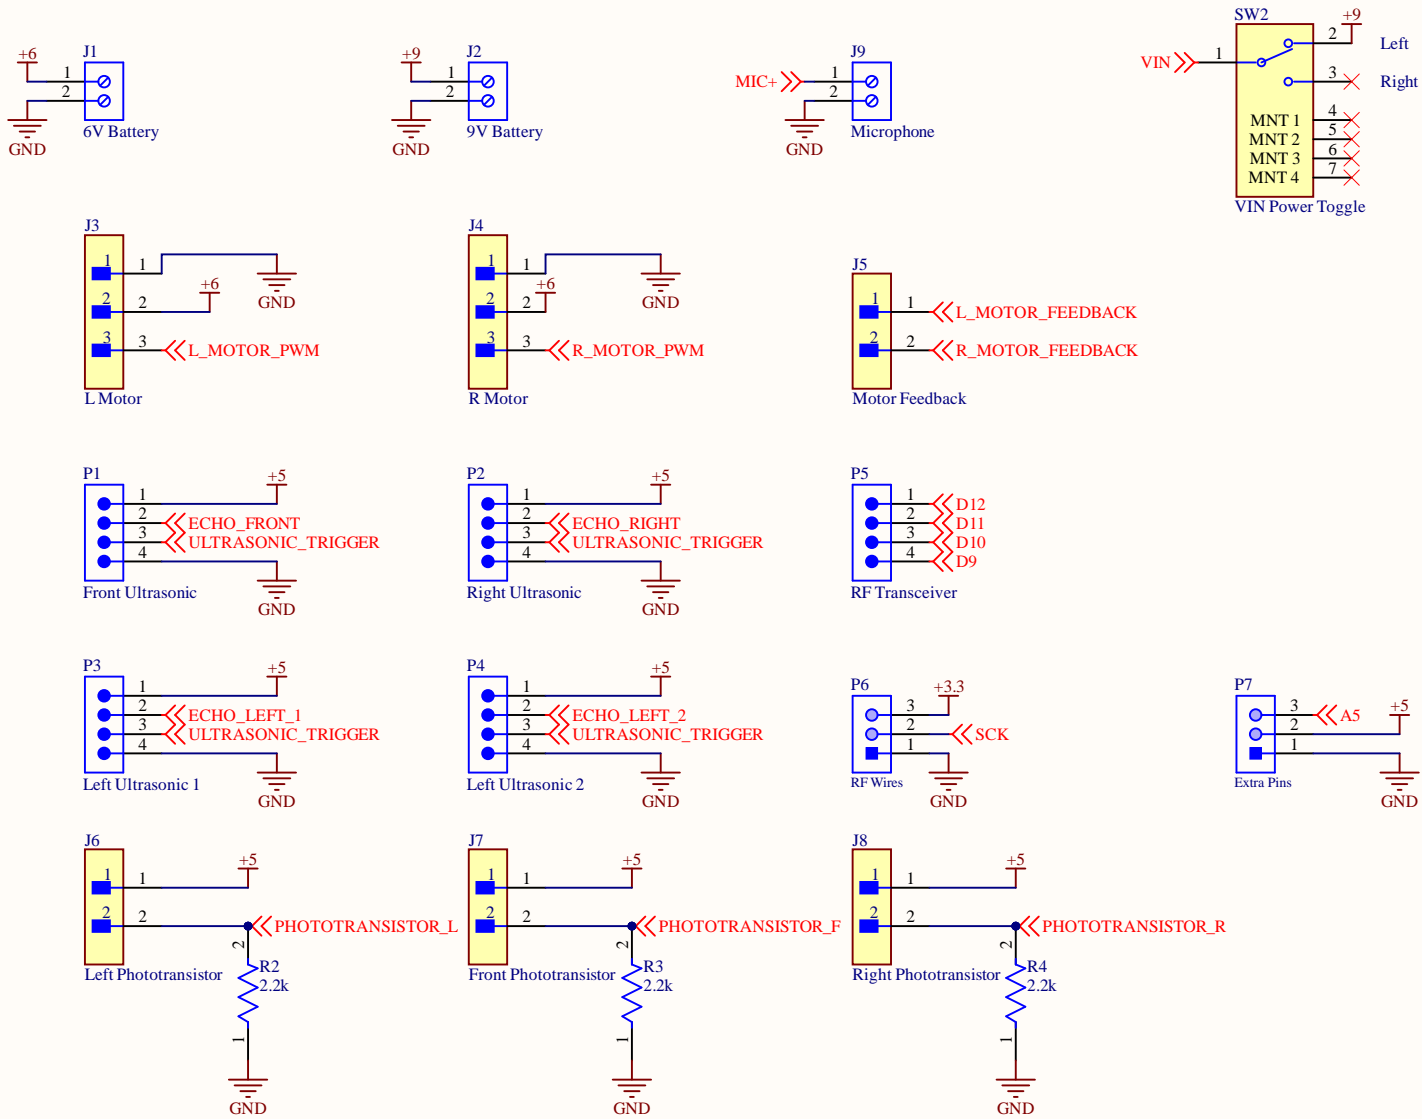 SW2
+9
2
Left
VIN
1
3
Right
MNT 1
4
MNT 2
5
MNT 3
6
MNT 4
7
VIN Power Toggle
J1
+6
1
2
6V Battery
GND
J2
+9
1
2
9V Battery
GND
J9
MIC+
1
2
Microphone
GND
J3
1
1
GND
2
2
+6
3
3
L_MOTOR_PWM
L Motor
J4
1
1
GND
2
2
+6
3
3
R_MOTOR_PWM
R Motor
J5
1
1
L_MOTOR_FEEDBACK
2
2
R_MOTOR_FEEDBACK
Motor Feedback
P1
1
+5
2
ECHO_FRONT
3
ULTRASONIC_TRIGGER
4
Front Ultrasonic
GND
P2
1
+5
2
ECHO_RIGHT
3
ULTRASONIC_TRIGGER
4
Right Ultrasonic
GND
P5
1
D12
2
D11
3
D10
4
D9
RF Transceiver
P3
1
+5
2
ECHO_LEFT_1
3
ULTRASONIC_TRIGGER
4
Left Ultrasonic 1
GND
P4
1
+5
2
ECHO_LEFT_2
3
ULTRASONIC_TRIGGER
4
Left Ultrasonic 2
GND
P6
+3.3
3
2
SCK
1
RF Wires
GND
P7
3
A5
+5
2
1
Extra Pins
GND
J6
1
1
+5
2
2
PHOTOTRANSISTOR_L
Left Phototransistor
2
R2
2.2k
1
GND
J7
1
1
+5
2
2
PHOTOTRANSISTOR_F
Front Phototransistor
2
R3
2.2k
1
GND
J8
1
1
+5
2
2
PHOTOTRANSISTOR_R
Right Phototransistor
2
R4
2.2k
1
GND